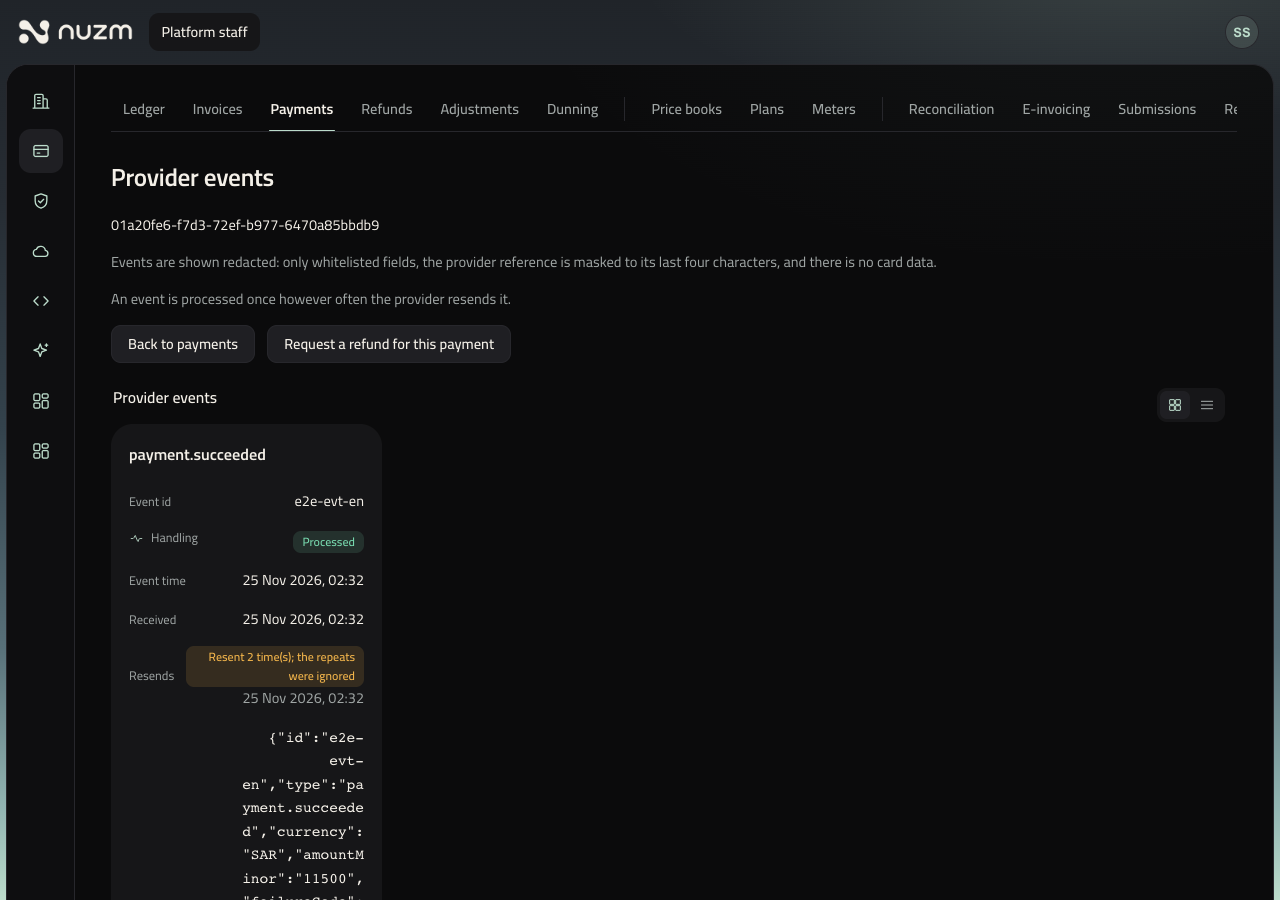 nuzm
Platform staff
SS
Ledger
Invoices
Payments
Refunds
Adjustments
Dunning
Price books
Plans
Meters
Reconciliation
E-invoicing
Submissions
Provider events
01a20fe6-f7d3-72ef-b977-6470a85bbdb9
Events are shown redacted: only whitelisted fields, the provider reference is masked to its last four characters, and there is no card data.
An event is processed once however often the provider resends it.
Back to payments
Request a refund for this payment
Provider events
payment.succeeded
Event id
e2e-evt-en
Handling
Processed
Event time
25 Nov 2026, 02:32
Received
25 Nov 2026, 02:32
Resends
Resent 2 time(s); the repeats
were ignored
25 Nov 2026, 02:32
{"id":"e2e-
evt-
en","type":"pa
yment.succeede
d","currency":
"SAR","amountM
inor":"11500",